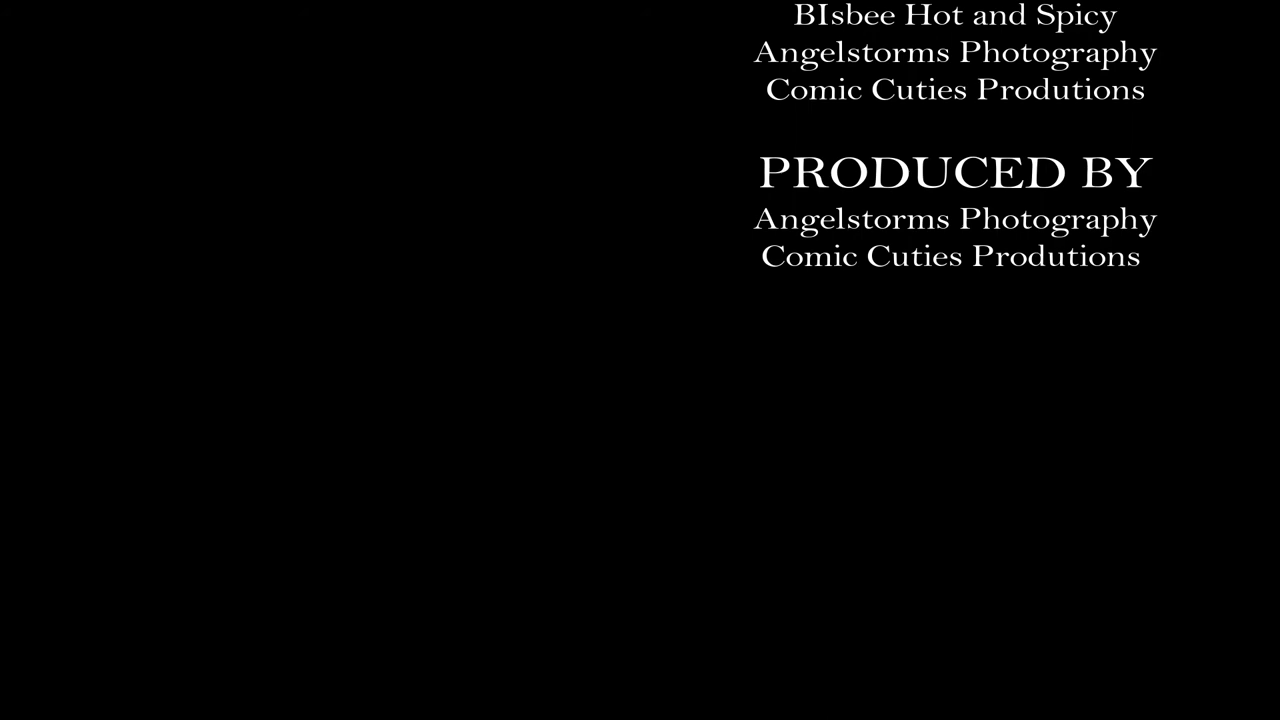 BIsbee Hot and Spicy
Angelstorms Photography
Comic Cuties Produtions
PRODUCED BY
Angelstorms Photography
Comic Cuties Produtions